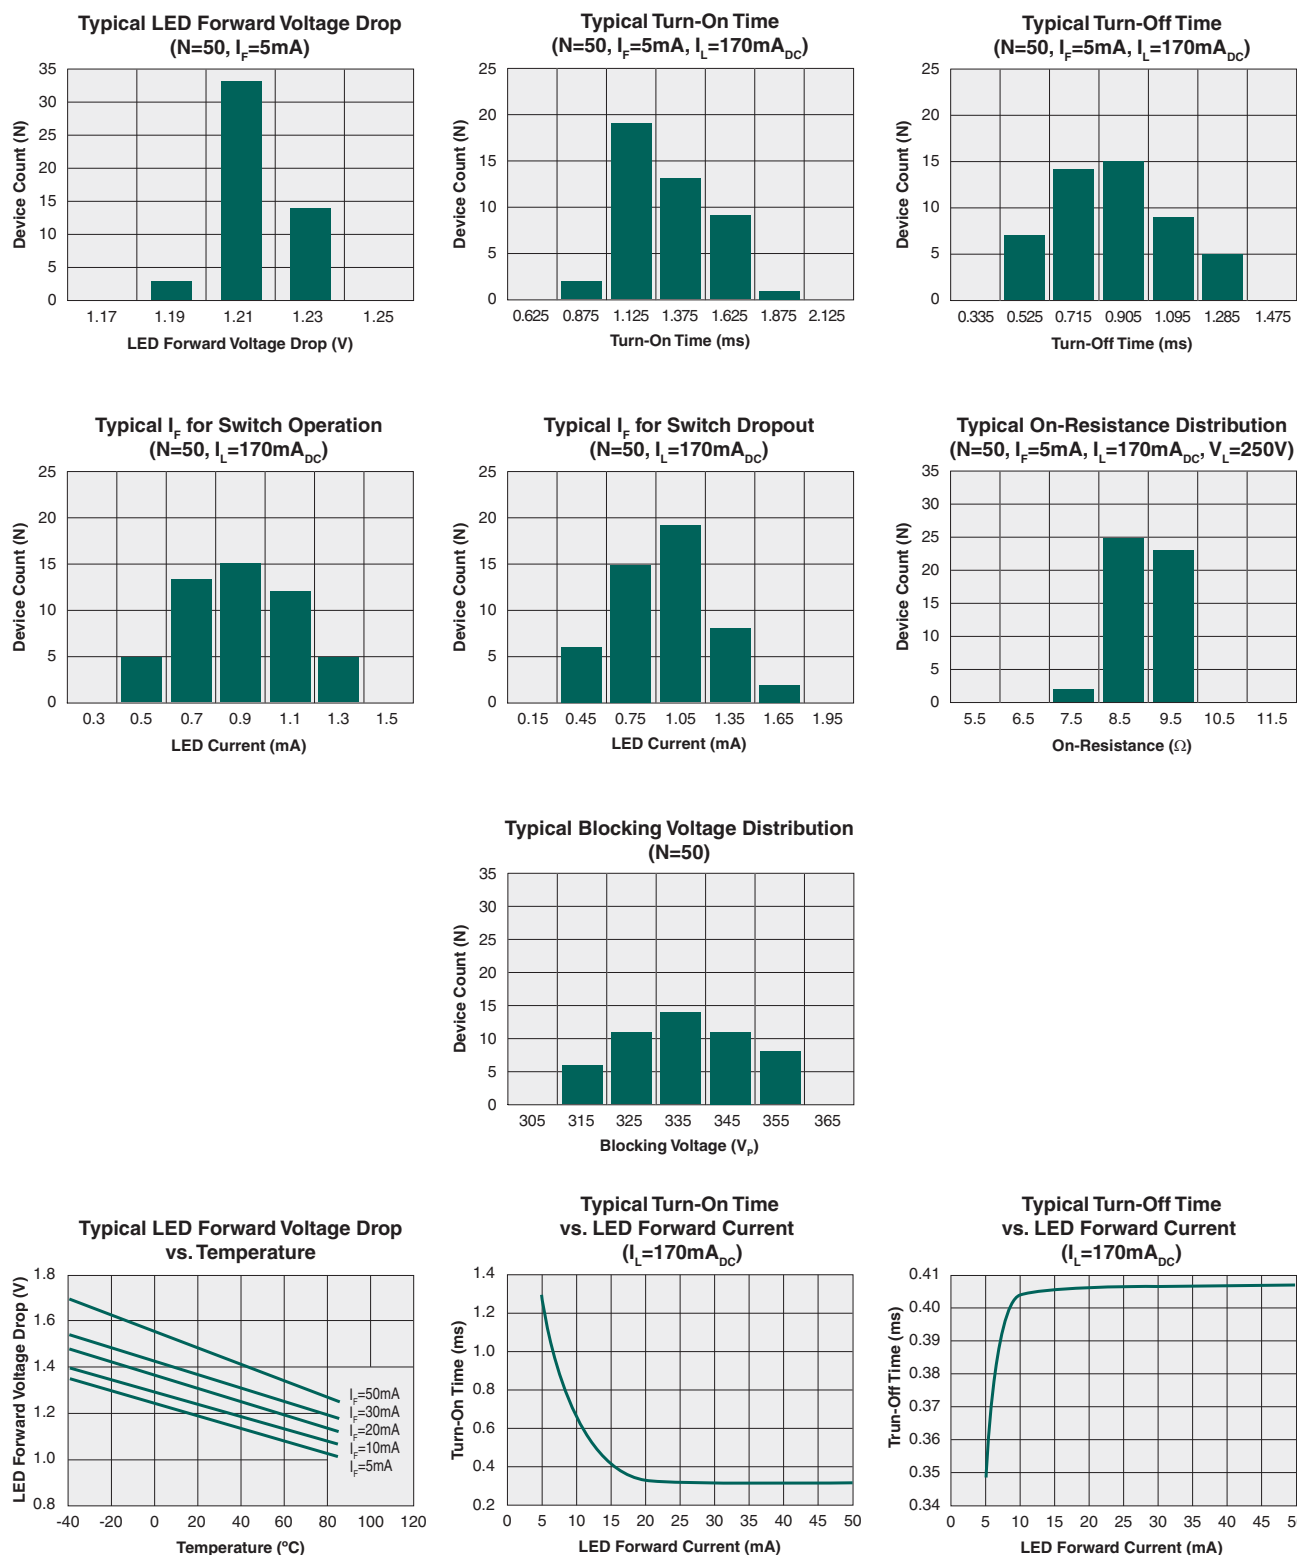 Typical LED Forward Voltage Drop
(N=50, IF=5mA)
35
30
25
20
15
10
5
0
Device Count (N)
1.17 1.19 1.21 1.23 1.25
LED Forward Voltage Drop (V)
Typical Turn-On Time
(N=50, IF=5mA, IL=170mADC)
25
20
15
10
5
0
Device Count (N)
0.625 0.875 1.125 1.375 1.625 1.875 2.125
Turn-On Time (ms)
Typical Turn-Off Time
(N=50, IF=5mA, IL=170mADC)
25
20
15
10
5
0
Device Count (N)
0.335 0.525 0.715 0.905 1.095 1.285 1.475
Turn-Off Time (ms)
Typical IF for Switch Operation
(N=50, IL=170mADC)
25
20
15
10
5
0
Device Count (N)
0.3 0.5 0.7 0.9 1.1 1.3 1.5
LED Current (mA)
Typical IF for Switch Dropout
(N=50, IL=170mADC)
25
20
15
10
5
0
Device Count (N)
0.15 0.45 0.75 1.05 1.35 1.65 1.95
LED Current (mA)
Typical On-Resistance Distribution
(N=50, IF=5mA, IL=170mADC, VL=250V)
35
30
25
20
15
10
5
0
Device Count (N)
5.5 6.5 7.5 8.5 9.5 10.5 11.5
On-Resistance (Ω)
Typical Blocking Voltage Distribution
(N=50)
35
30
25
20
15
10
5
0
Device Count (N)
305 315 325 335 345 355 365
Blocking Voltage (VP)
Typical LED Forward Voltage Drop
vs. Temperature
1.8
1.6
1.4
1.2
1.0
0.8
LED Forward Voltage Drop (V)
IF=50mA
IF=30mA
IF=20mA
IF=10mA
IF=5mA
-40 -20 0 20 40 60 80 100 120
Temperature (ºC)
Typical Turn-On Time
vs. LED Forward Current
(IL=170mADC)
1.4
1.2
1.0
0.8
0.6
0.4
0.2
Turn-On Time (ms)
0 5 10 15 20 25 30 35 40 45 50
LED Forward Current (mA)
Typical Turn-Off Time
vs. LED Forward Current
(IL=170mADC)
0.41
0.40
0.39
0.38
0.37
0.36
0.35
0.34
Trun-Off Time (ms)
0 5 10 15 20 25 30 35 40 45
LED Forward Current (mA)